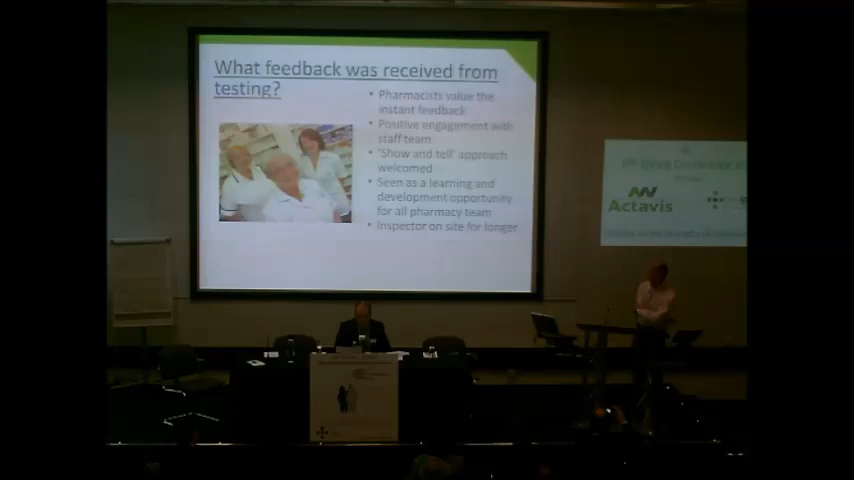 What feedback was received from
testing?
• Pharmacists value the
instant feedback
• Positive engagement with
staff team
• 'Show and tell' approach
welcomed
• Seen as a learning and
development opportunity
for all pharmacy team
• Inspector on site for longer
Actavis